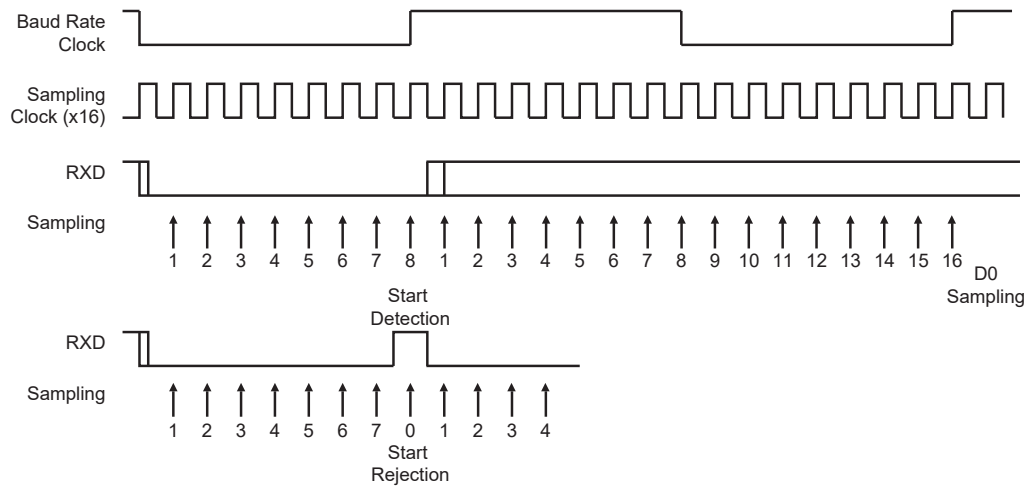 Baud Rate
Clock
Sampling
Clock (x16)
RXD
Sampling
1 2 3 4 5 6 7 8 1 2 3 4 5 6 7 8 9 10 11 12 13 14 15 16
D0
Sampling
Start
Detection
RXD
Sampling
1 2 3 4 5 6 7 0 1 2 3 4
Start
Rejection